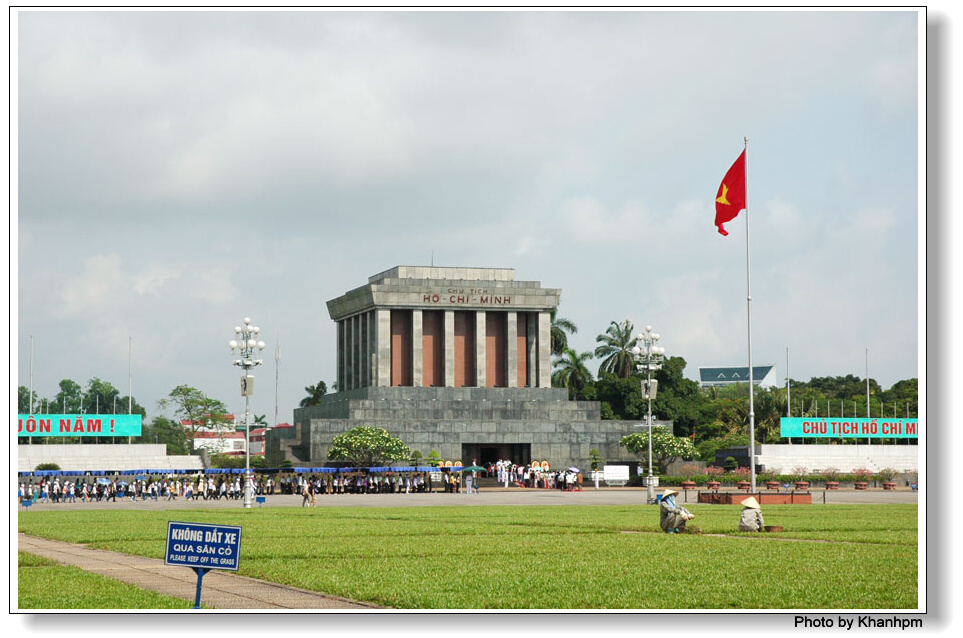 CHỦ TỊCH
HỒ-CHÍ-MINH
UÔN NĂM !
CHỦ TỊCH HỒ CHÍ MI
KHÔNG DẮT XE
QUA SÂN CỎ
PLEASE KEEP OFF THE GRASS
Photo by Khanhpm